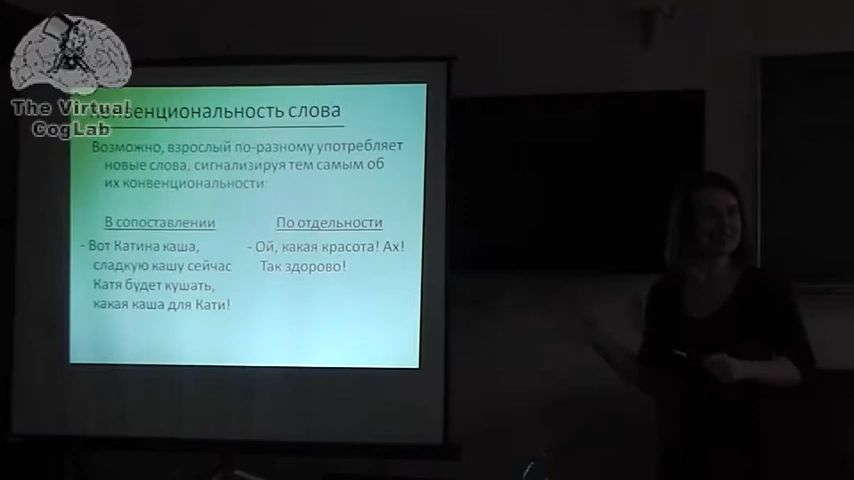 The Virtual
CogLab
Конвенциональность слова
Возможно, взрослый по-разному употребляет
новые слова, сигнализируя тем самым об
их конвенциональности:
В сопоставлении
- Вот Катина каша,
сладкую кашу сейчас
Катя будет кушать,
какая каша для Кати!
По отдельности
- Ой, какая красота! Ах!
Так здорово!